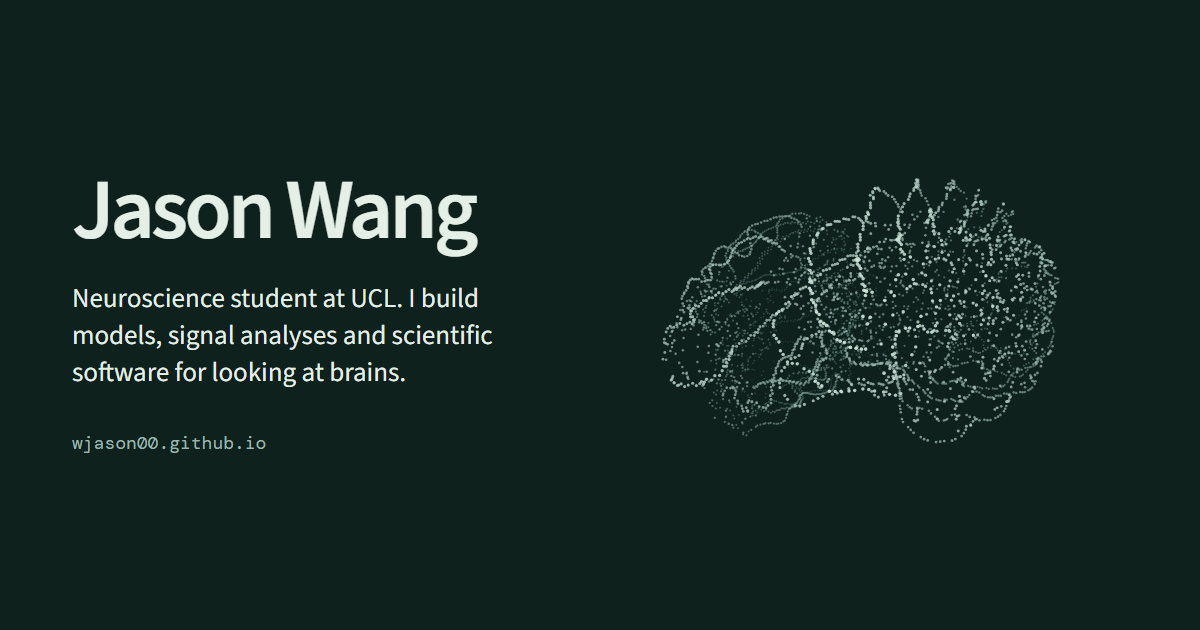 Jason Wang
Neuroscience student at UCL. I build
models, signal analyses and scientific
software for looking at brains.
wjason00.github.io